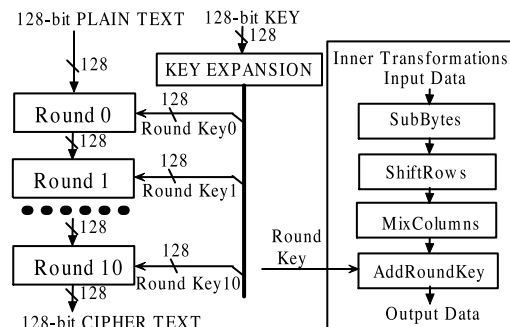 128-bit PLAIN TEXT
128
Round 0
128
Round 1
128
Round 10
128
128-bit CIPHER TEXT
128-bit KEY
128
KEY EXPANSION
128
Round Key0
128
Round Key1
128
Round Key10
Inner Transformations
Input Data
SubBytes
ShiftRows
MixColumns
Round
Key
AddRoundKey
Output Data